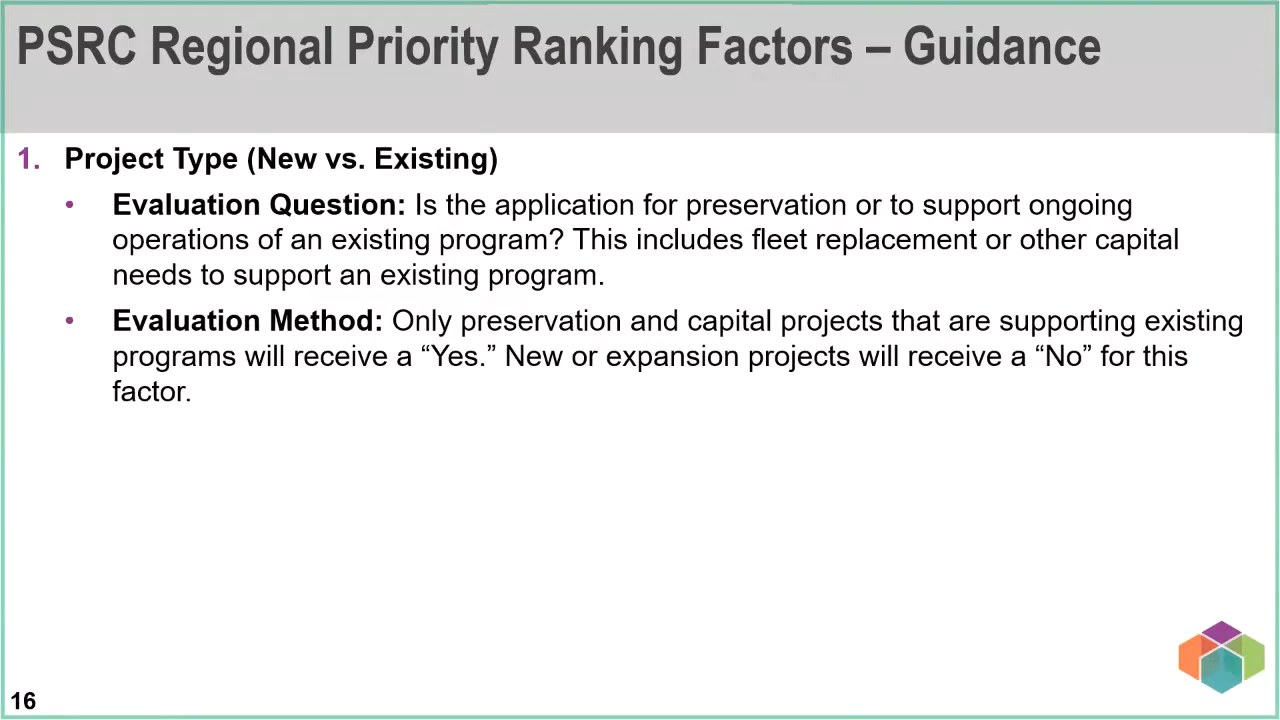 PSRC Regional Priority Ranking Factors – Guidance
1. Project Type (New vs. Existing)
• Evaluation Question: Is the application for preservation or to support ongoing
operations of an existing program? This includes fleet replacement or other capital
needs to support an existing program.
• Evaluation Method: Only preservation and capital projects that are supporting existing
programs will receive a “Yes.” New or expansion projects will receive a “No” for this
factor.
16